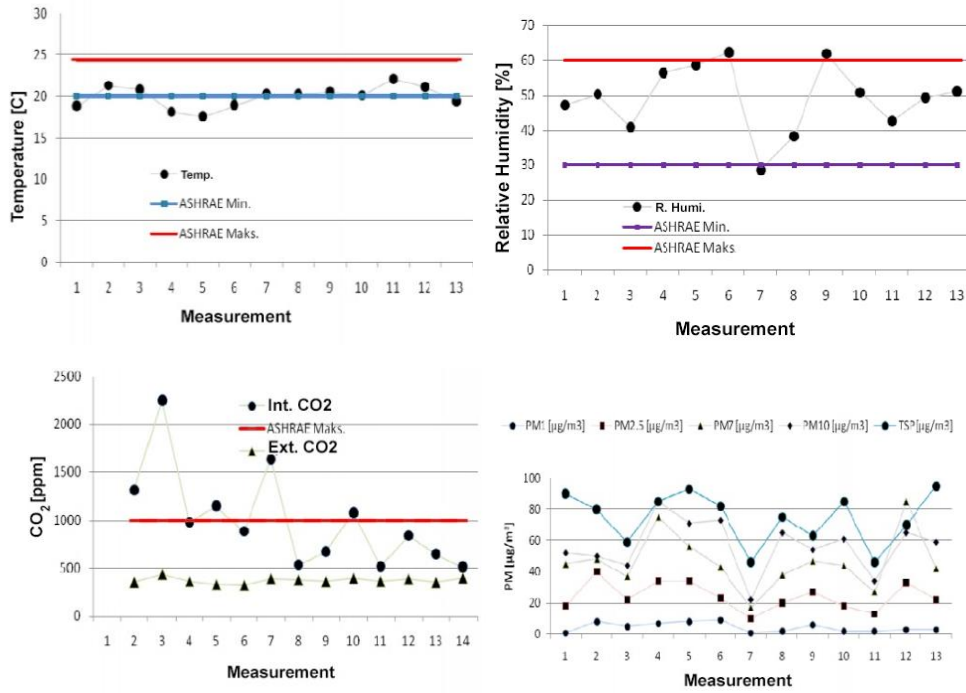 Temperature [C]
30
25
20
15
10
5
0
Temp.
ASHRAE Min.
ASHRAE Maks.
1 2 3 4 5 6 7 8 9 10 11 12 13
Measurement
Relative Humidity [%]
70
60
50
40
30
20
10
0
R. Humi.
ASHRAE Min.
ASHRAE Maks
1 2 3 4 5 6 7 8 9 10 11 12 13
Measurement
CO2 [ppm]
2500
2000
1500
1000
500
0
Int. CO2
ASHRAE Maks.
Ext. CO2
1 2 3 4 5 6 7 8 9 10 11 12 13 14
Measurement
PM1 [µg/m3] PM2.5 [µg/m3] PM7 [µg/m3] PM10 [µg/m3] TSP [µg/m3]
PM [µg/m³]
100
80
60
40
20
0
1 2 3 4 5 6 7 8 9 10 11 12 13
Measurement